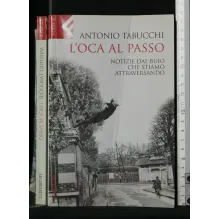 ANTONIO TABUCCHI
L'OCA AL PASSO
NOTIZIE DAL BUIO
CHE STIAMO
ATTRAVERSANDO